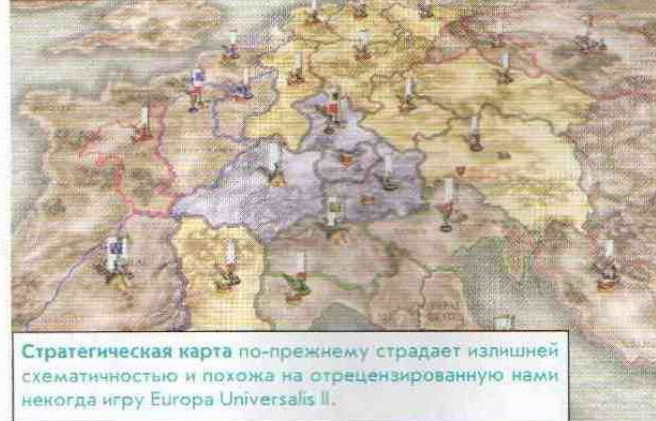 Стратегическая карта по-прежнему страдает излишней
схематичностью и похожа на отрецензированную нами
некогда игру Europa Universalis II.